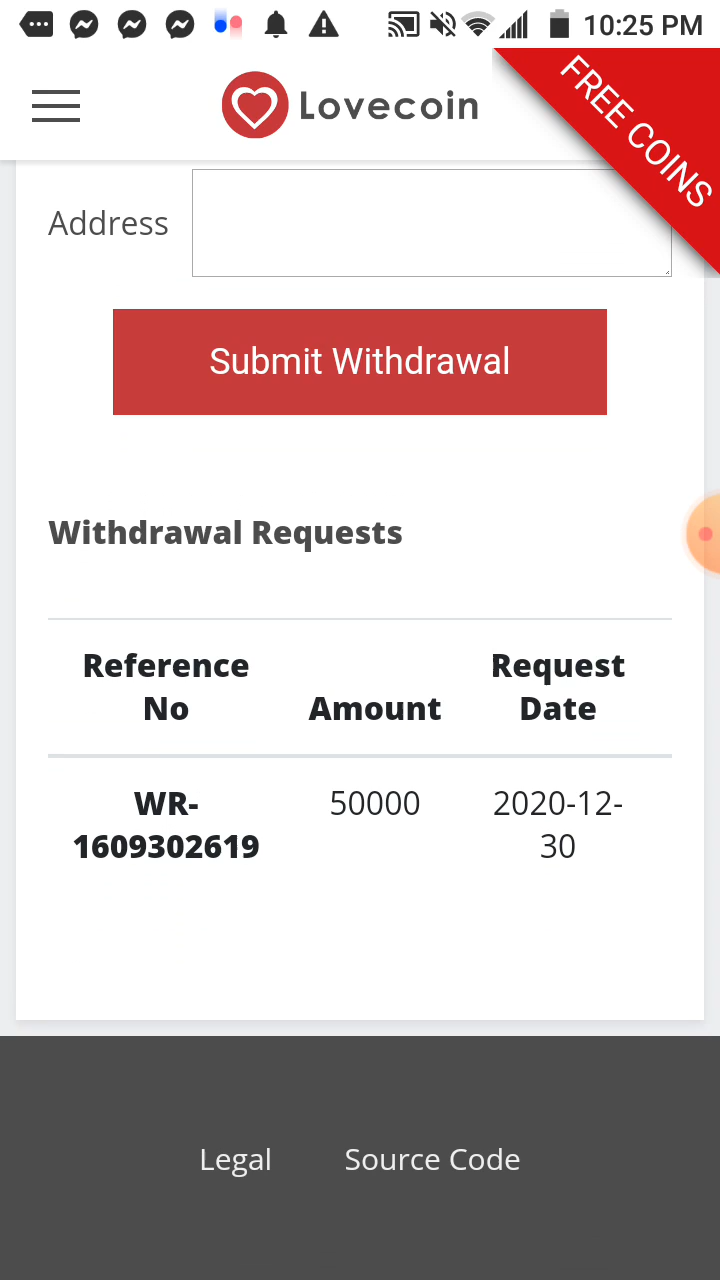 10:25 PM
Lovecoin
FREE COINS
Address
Submit Withdrawal
Withdrawal Requests
Reference Request
No Amount Date
WR- 50000 2020-12-
1609302619 30
Legal Source Code